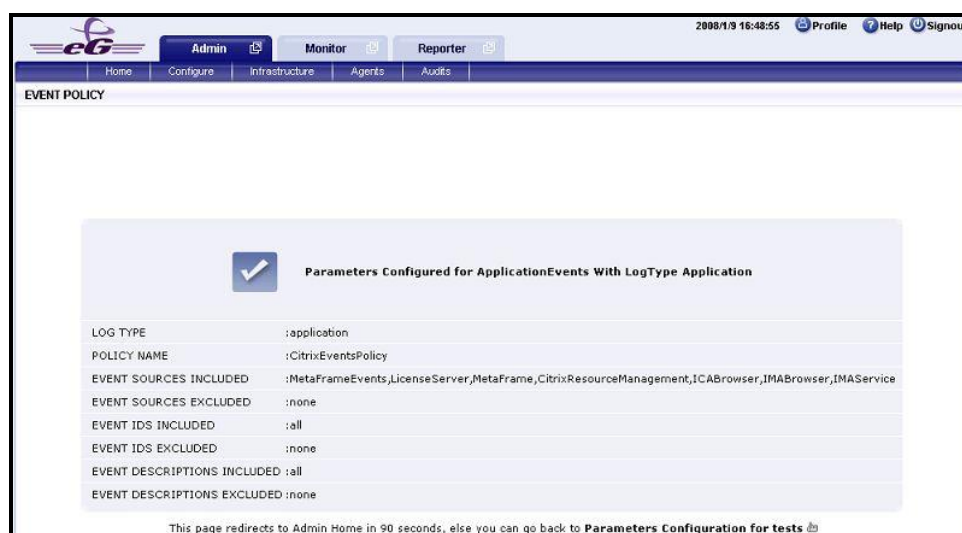 2008/1/9 16:48:55 Profile Help Signou
eG
Admin Monitor Reporter
Home Configure Infrastructure Agents Audits
EVENT POLICY
Parameters Configured for ApplicationEvents With LogType Application
LOG TYPE :application
POLICY NAME :CitrixEventsPolicy
EVENT SOURCES INCLUDED :MetaFrameEvents,LicenseServer,MetaFrame,CitrixResourceManagement,ICABrowser,IMABrowser,IMAService
EVENT SOURCES EXCLUDED :none
EVENT IDS INCLUDED :all
EVENT IDS EXCLUDED :none
EVENT DESCRIPTIONS INCLUDED :all
EVENT DESCRIPTIONS EXCLUDED :none
This page redirects to Admin Home in 90 seconds, else you can go back to Parameters Configuration for tests